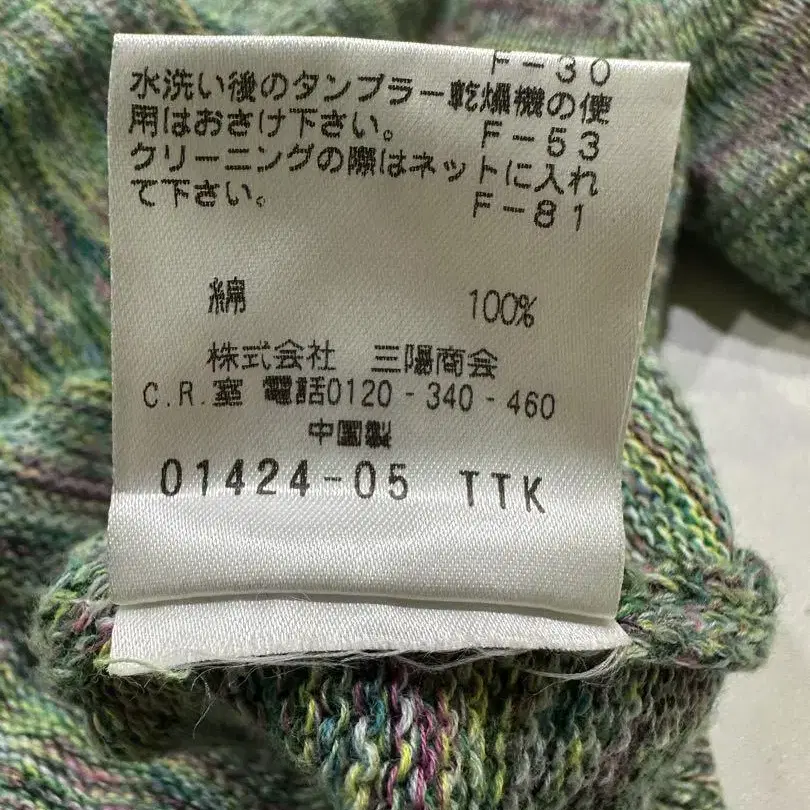 F-30
水洗い後のタンブラー乾燥機の使
用はおさけ下さい。 F-53
クリーニングの際はネットに入れ
て下さい。 F-81
綿 100%
株式会社 三陽商会
C.R.室 電話0120-340-460
中国製
01424-05 TTK